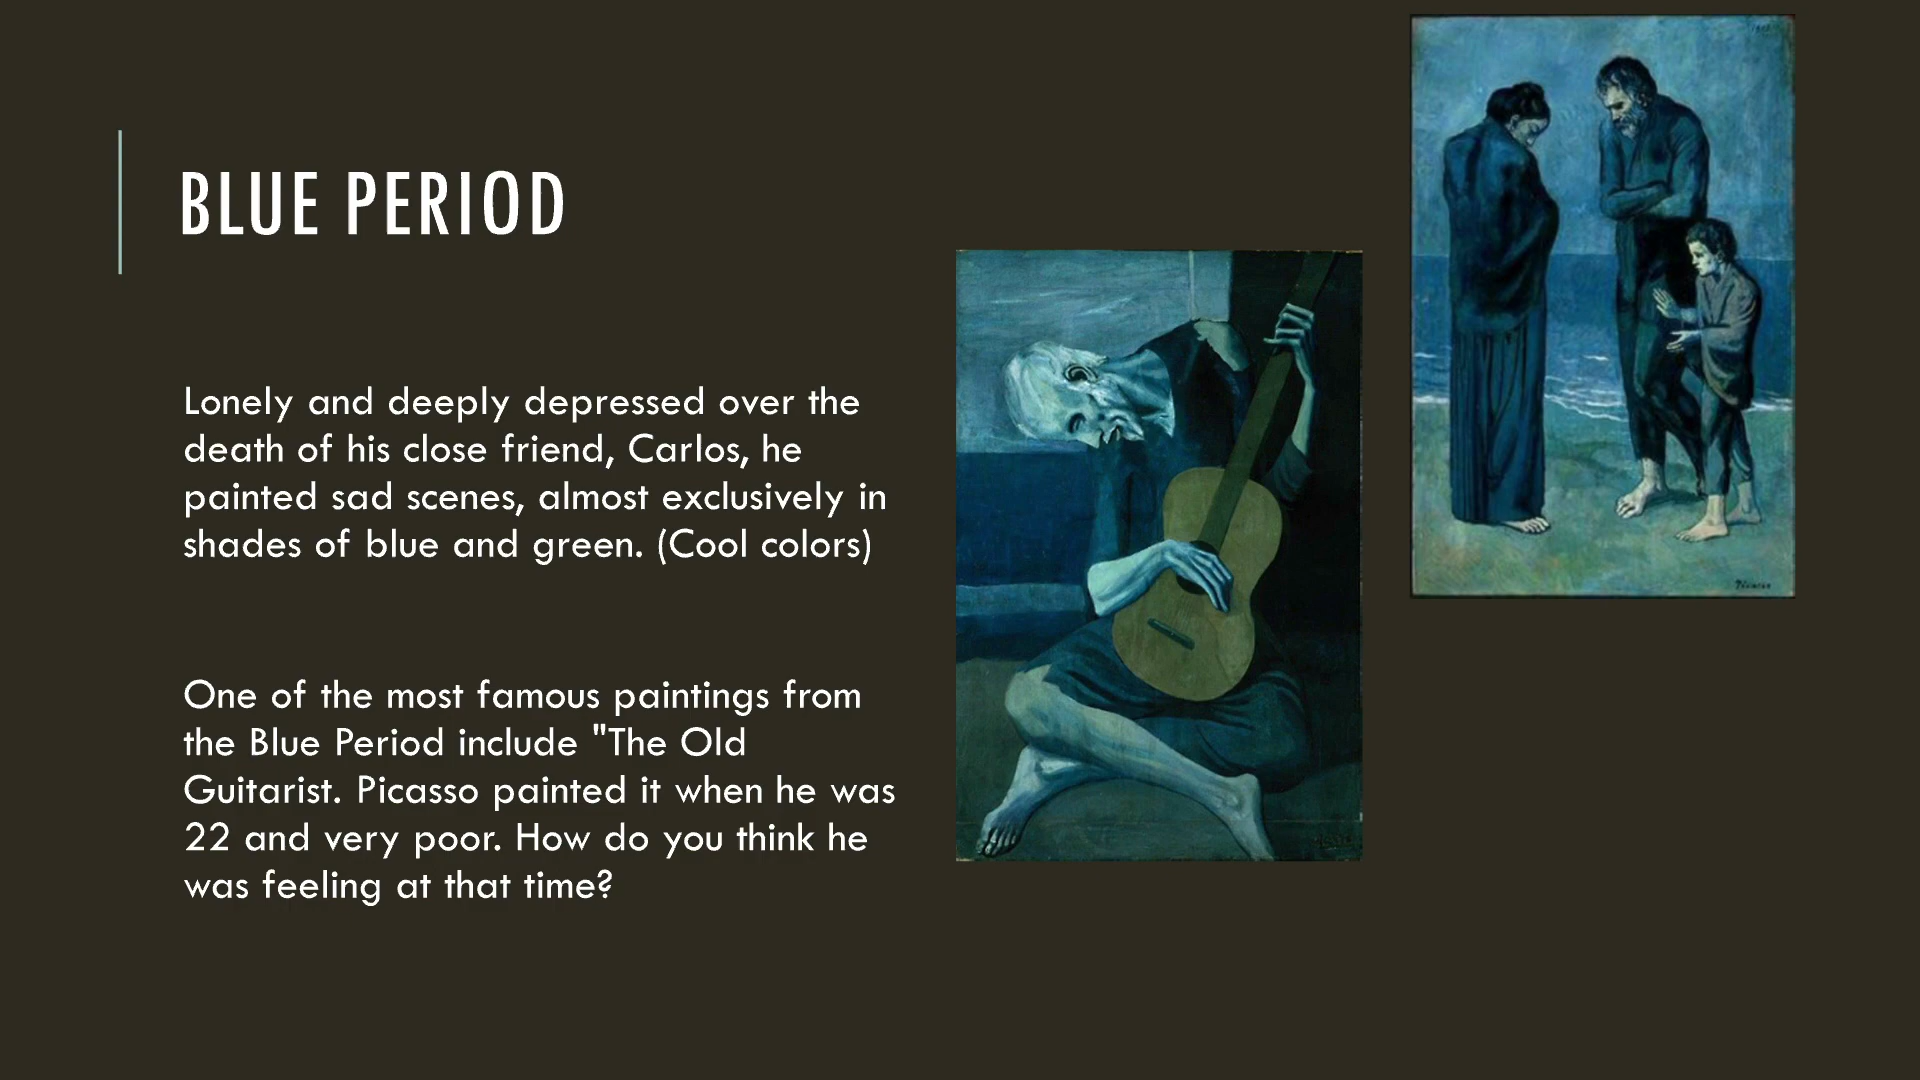 BLUE PERIOD
Lonely and deeply depressed over the
death of his close friend, Carlos, he
painted sad scenes, almost exclusively in
shades of blue and green. (Cool colors)
One of the most famous paintings from
the Blue Period include "The Old
Guitarist. Picasso painted it when he was
22 and very poor. How do you think he
was feeling at that time?
Picasso